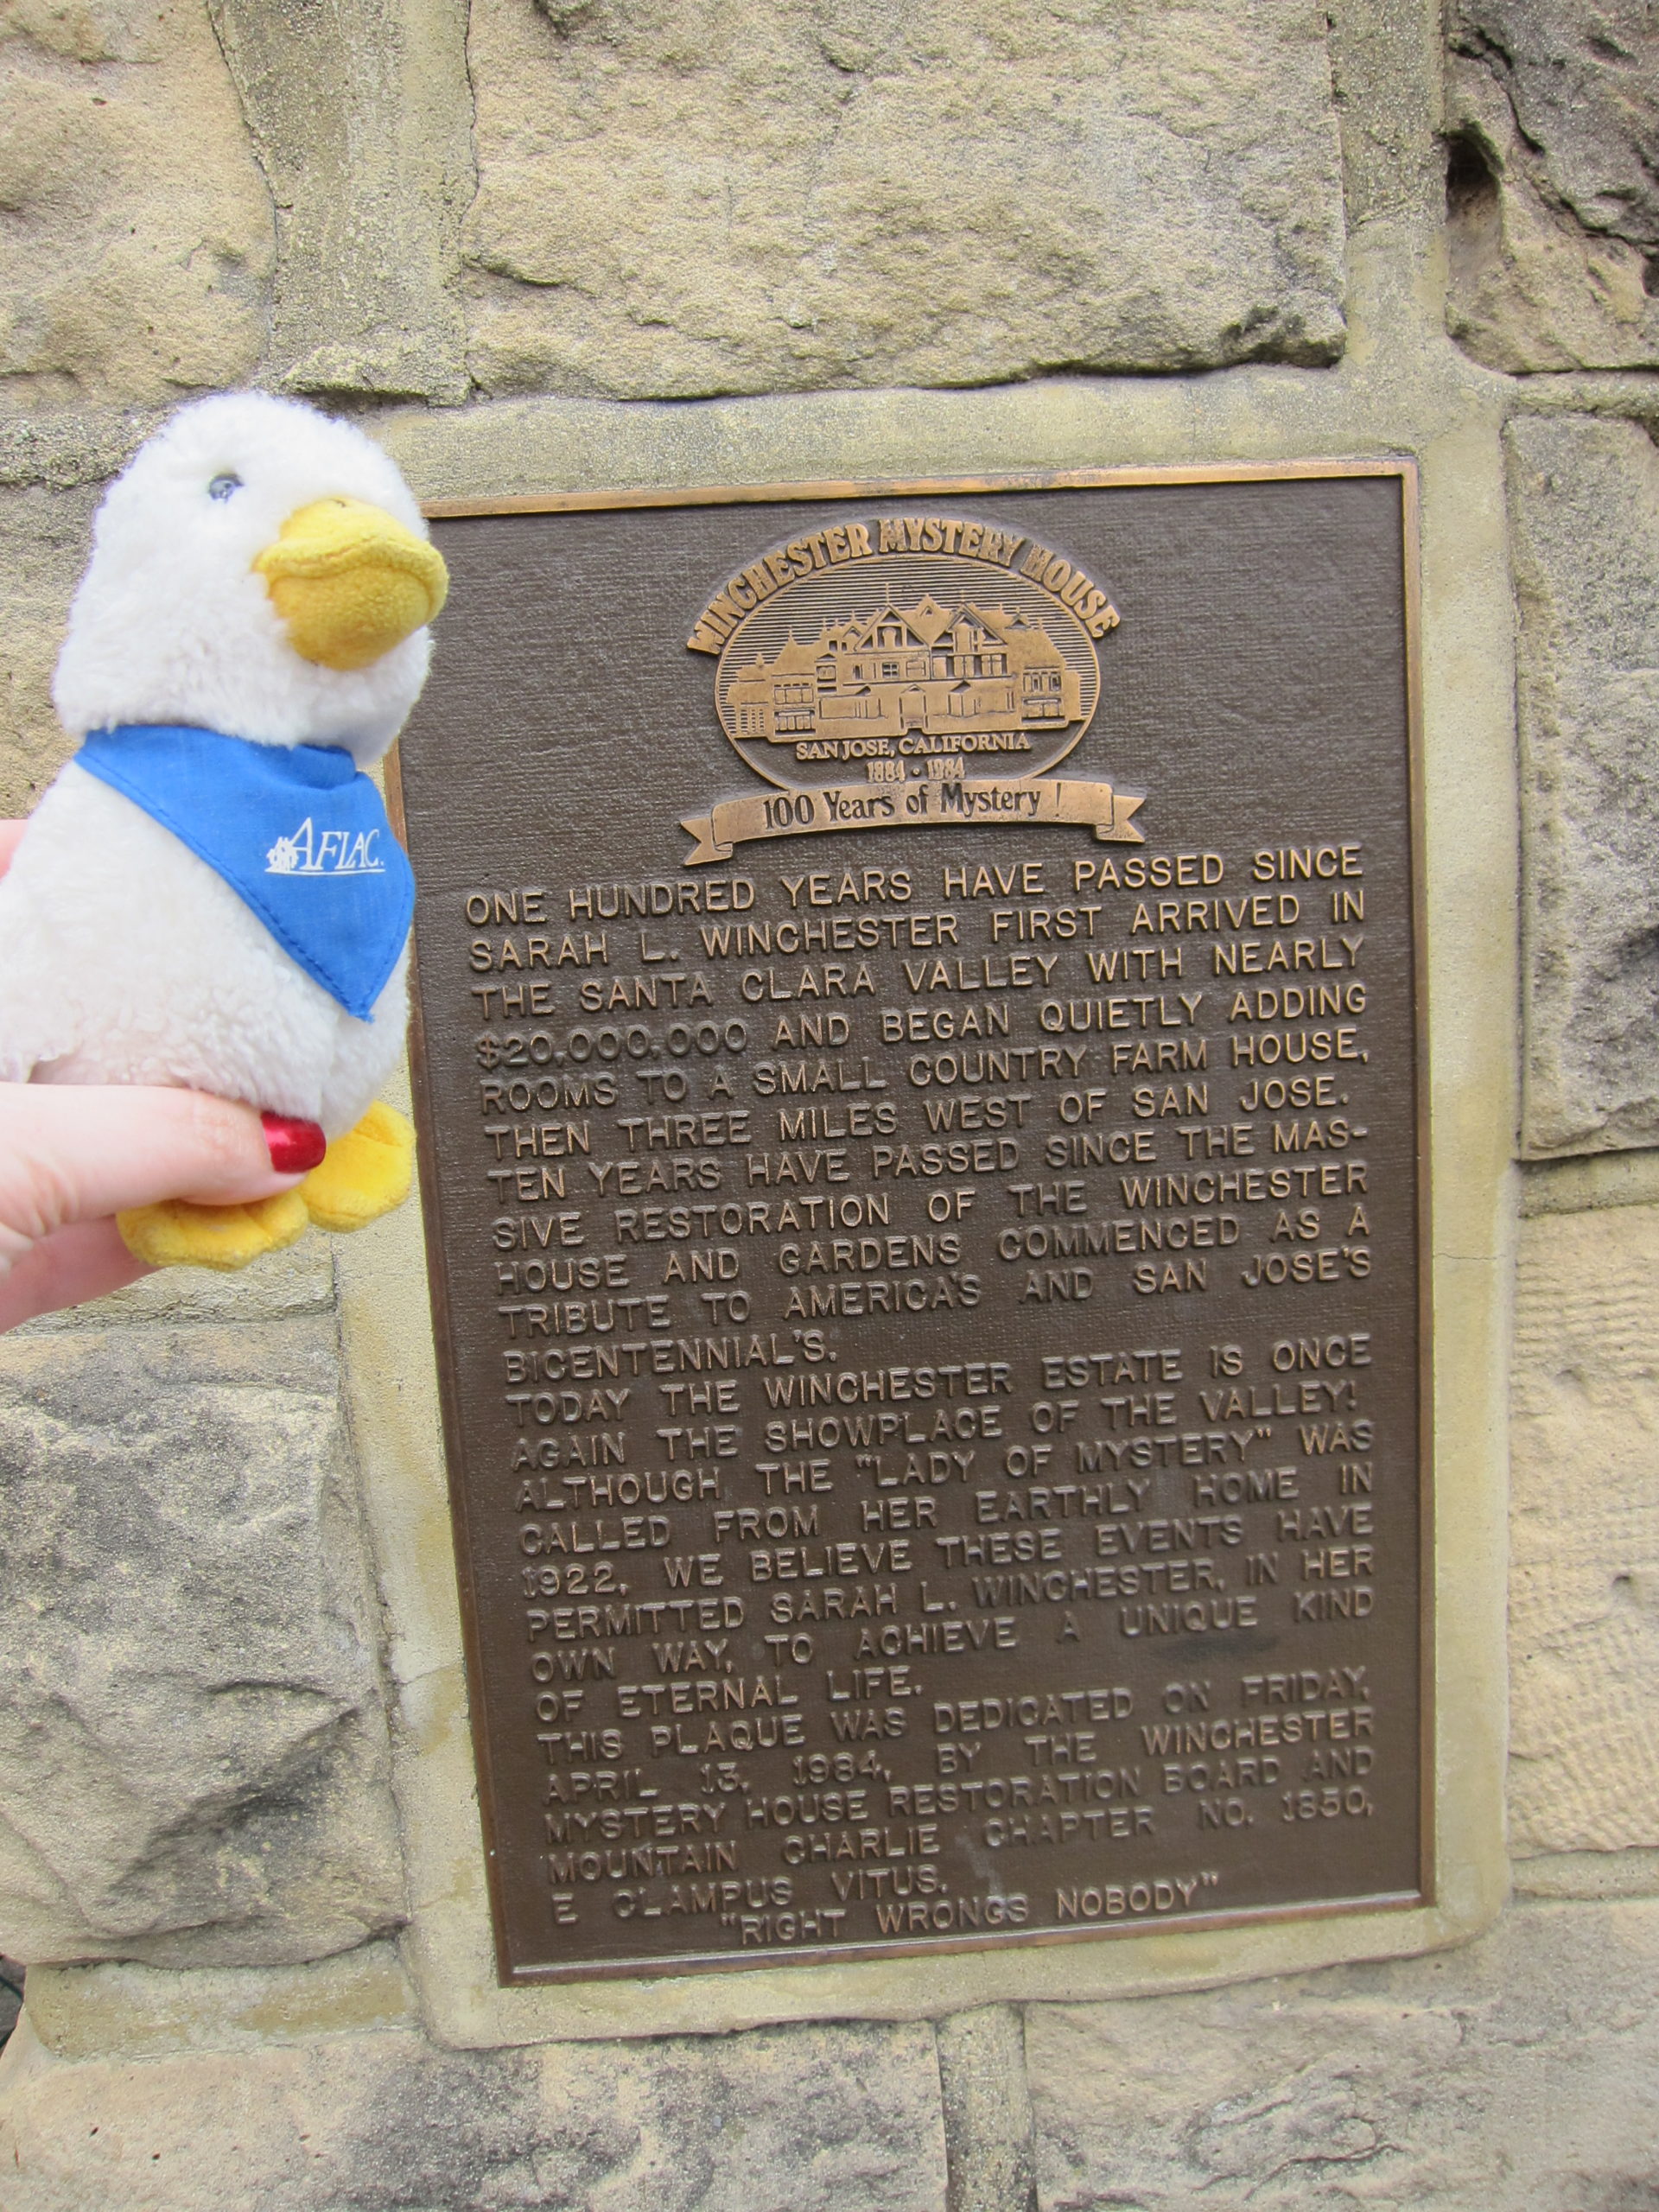 AFLAC.
WINCHESTER MYSTERY HOUSE
SAN JOSE, CALIFORNIA
1884 · 1984
100 Years of Mystery!
ONE HUNDRED YEARS HAVE PASSED SINCE
SARAH L. WINCHESTER FIRST ARRIVED IN
THE SANTA CLARA VALLEY WITH NEARLY
$20,000,000 AND BEGAN QUIETLY ADDING
ROOMS TO A SMALL COUNTRY FARM HOUSE,
THEN THREE MILES WEST OF SAN JOSE.
TEN YEARS HAVE PASSED SINCE THE MAS-
SIVE RESTORATION OF THE WINCHESTER
HOUSE AND GARDENS COMMENCED AS A
TRIBUTE TO AMERICA'S AND SAN JOSE'S
BICENTENNIAL'S.
TODAY THE WINCHESTER ESTATE IS ONCE
AGAIN THE SHOWPLACE OF THE VALLEY!
ALTHOUGH THE "LADY OF MYSTERY" WAS
CALLED FROM HER EARTHLY HOME IN
1922, WE BELIEVE THESE EVENTS HAVE
PERMITTED SARAH L. WINCHESTER, IN HER
OWN WAY, TO ACHIEVE A UNIQUE KIND
OF ETERNAL LIFE.
THIS PLAQUE WAS DEDICATED ON FRIDAY,
APRIL 13, 1984, BY THE WINCHESTER
MYSTERY HOUSE RESTORATION BOARD AND
MOUNTAIN CHARLIE CHAPTER NO. 1850,
E CLAMPUS VITUS.
"RIGHT WRONGS NOBODY"